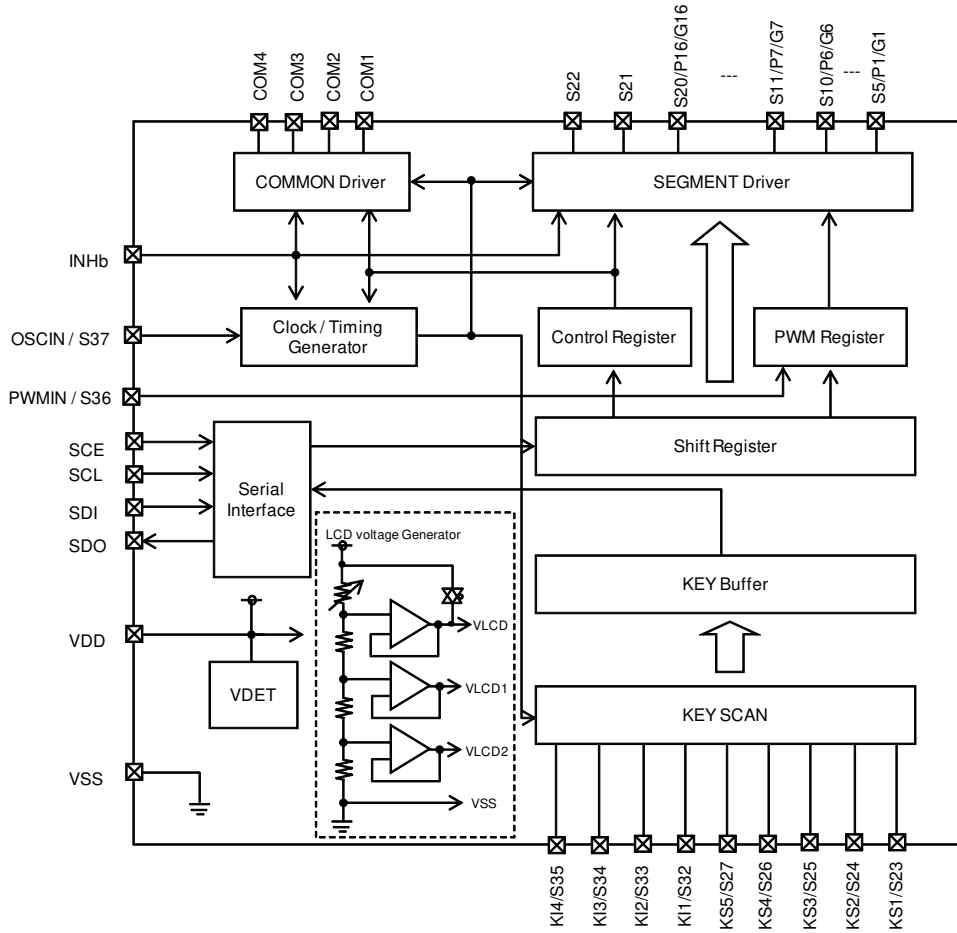 COM4
COM3
COM2
COM1
S22
S21
S20/P16/G16
---
S11/P7/G7
S10/P6/G6
---
S5/P1/G1
COMMON Driver
SEGMENT Driver
INHb
OSCIN / S37
Clock / Timing
Generator
Control Register
PWM Register
PWMIN / S36
SCE
SCL
SDI
SDO
Serial
Interface
Shift Register
LCD voltage Generator
VLCD
VLCD1
VLCD2
VSS
KEY Buffer
VDD
VDET
KEY SCAN
VSS
KI4/S35
KI3/S34
KI2/S33
KI1/S32
KS5/S27
KS4/S26
KS3/S25
KS2/S24
KS1/S23